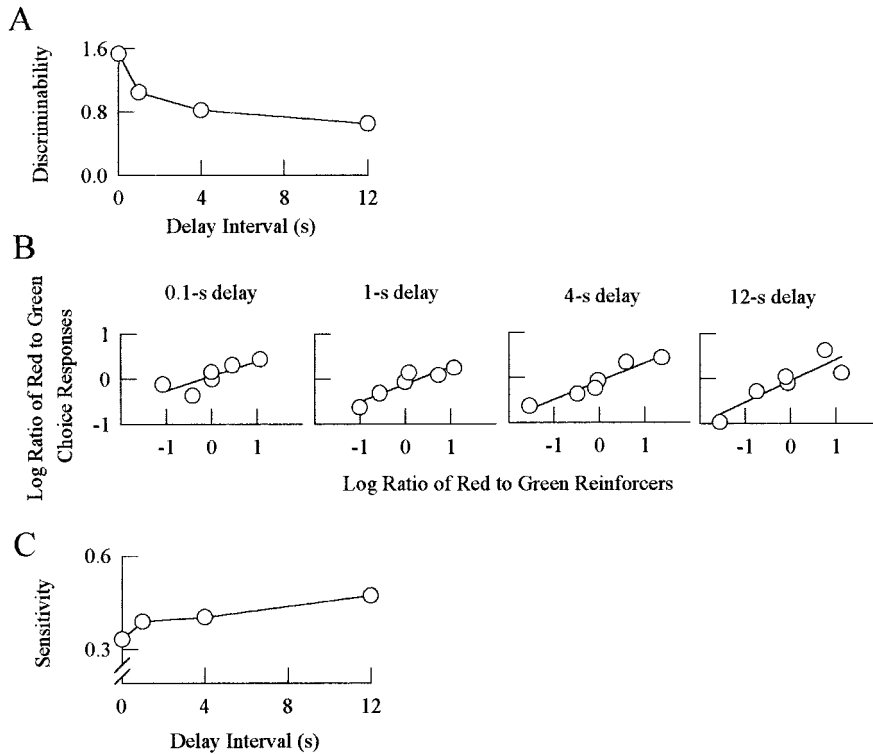 A
Discriminability
1.6
0.8
0.0
0 4 8 12
Delay Interval (s)
B
Log Ratio of Red to Green
Choice Responses
0.1-s delay 1-s delay 4-s delay 12-s delay
1
0
-1
-1 0 1 -1 0 1 -1 0 1 -1 0 1
Log Ratio of Red to Green Reinforcers
C
Sensitivity
0.6
0.3
0 4 8 12
Delay Interval (s)